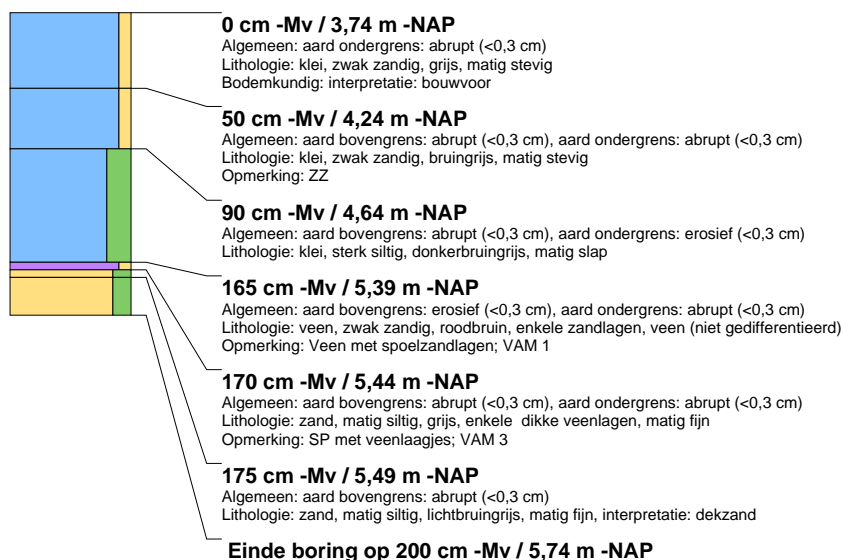 0 cm -Mv / 3,74 m -NAP
Algemeen: aard ondergrens: abrupt (<0,3 cm)
Lithologie: klei, zwak zandig, grijs, matig stevig
Bodemkundig: interpretatie: bouwvoor
50 cm -Mv / 4,24 m -NAP
Algemeen: aard bovengrens: abrupt (<0,3 cm), aard ondergrens: abrupt (<0,3 cm)
Lithologie: klei, zwak zandig, bruingrijs, matig stevig
Opmerking: ZZ
90 cm -Mv / 4,64 m -NAP
Algemeen: aard bovengrens: abrupt (<0,3 cm), aard ondergrens: erosief (<0,3 cm)
Lithologie: klei, sterk siltig, donkerbruingrijs, matig slap
165 cm -Mv / 5,39 m -NAP
Algemeen: aard bovengrens: erosief (<0,3 cm), aard ondergrens: abrupt (<0,3 cm)
Lithologie: veen, zwak zandig, roodbruin, enkele zandlagen, veen (niet gedifferentieerd)
Opmerking: Veen met spoelzandlagen; VAM 1
170 cm -Mv / 5,44 m -NAP
Algemeen: aard bovengrens: abrupt (<0,3 cm), aard ondergrens: abrupt (<0,3 cm)
Lithologie: zand, matig siltig, grijs, enkele  dikke veenlagen, matig fijn
Opmerking: SP met veenlaagjes; VAM 3
175 cm -Mv / 5,49 m -NAP
Algemeen: aard bovengrens: abrupt (<0,3 cm)
Lithologie: zand, matig siltig, lichtbruingrijs, matig fijn, interpretatie: dekzand
Einde boring op 200 cm -Mv / 5,74 m -NAP